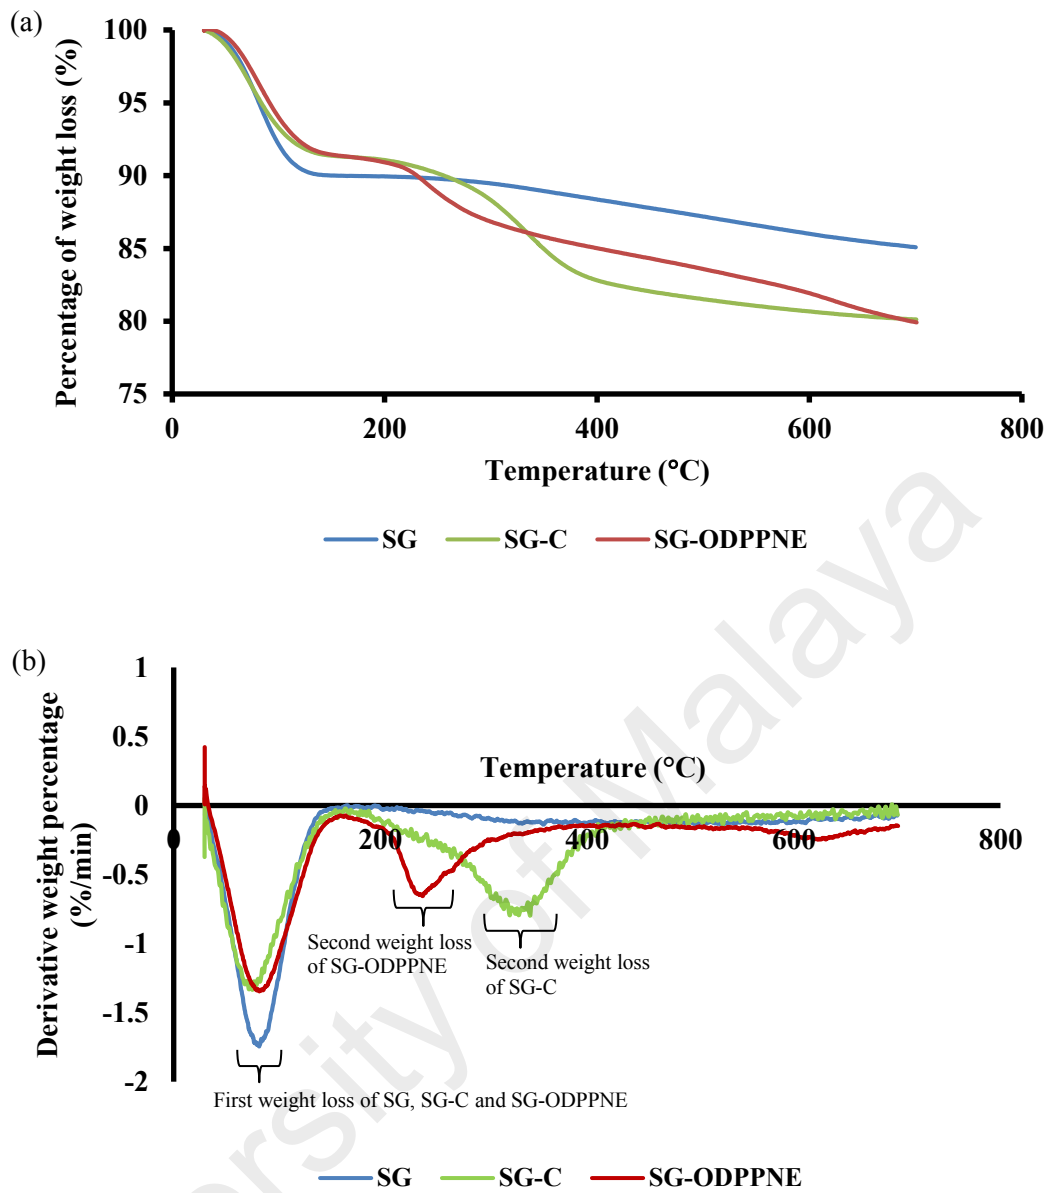 (a)
100
95
90
85
80
75
Percentage of weight loss (%)
0 200 400 600 800
Temperature (°C)
SG SG-C SG-ODPPNE
(b)
1
0.5
0
-0.5
-1
-1.5
-2
Derivative weight percentage
(%/min)
Temperature (°C)
0 200 400 600 800
Second weight loss
of SG-ODPPNE
Second weight loss
of SG-C
First weight loss of SG, SG-C and SG-ODPPNE
SG SG-C SG-ODPPNE
ersity of Malaya